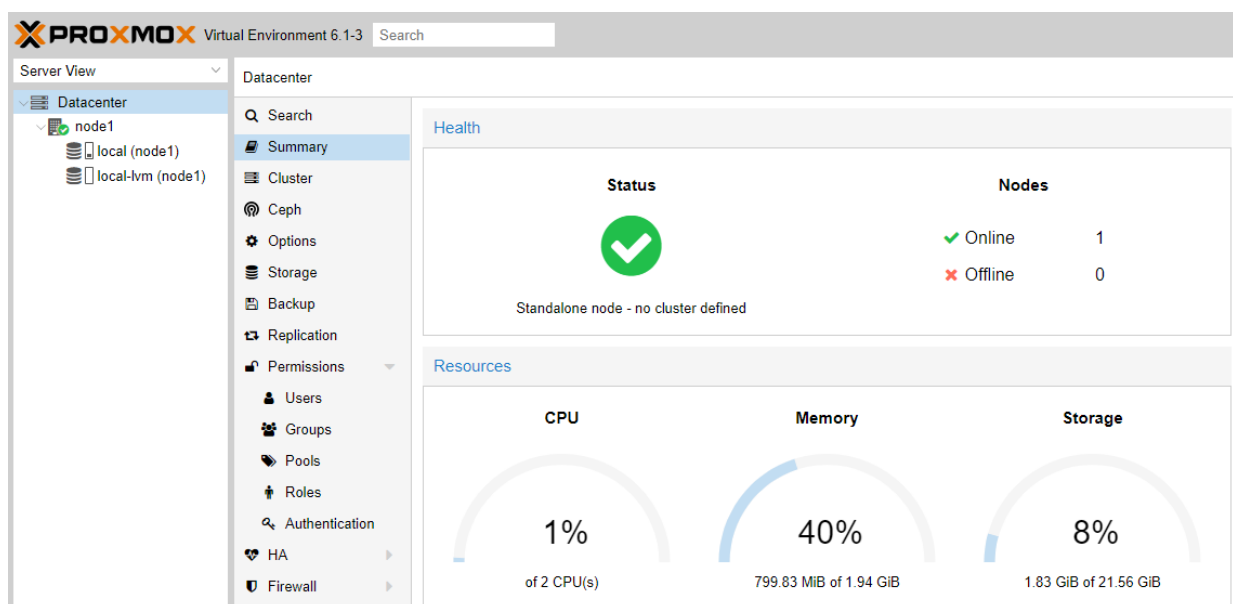 PROXMOX Virtual Environment 6.1-3 Search
Server View
Datacenter
node1
local (node1)
local-lvm (node1)
Datacenter
Search
Summary
Cluster
Ceph
Options
Storage
Backup
Replication
Permissions
Users
Groups
Pools
Roles
Authentication
HA
Firewall
Health
Status
Standalone node - no cluster defined
Nodes
Online 1
Offline 0
Resources
CPU
1%
of 2 CPU(s)
Memory
40%
799.83 MiB of 1.94 GiB
Storage
8%
1.83 GiB of 21.56 GiB